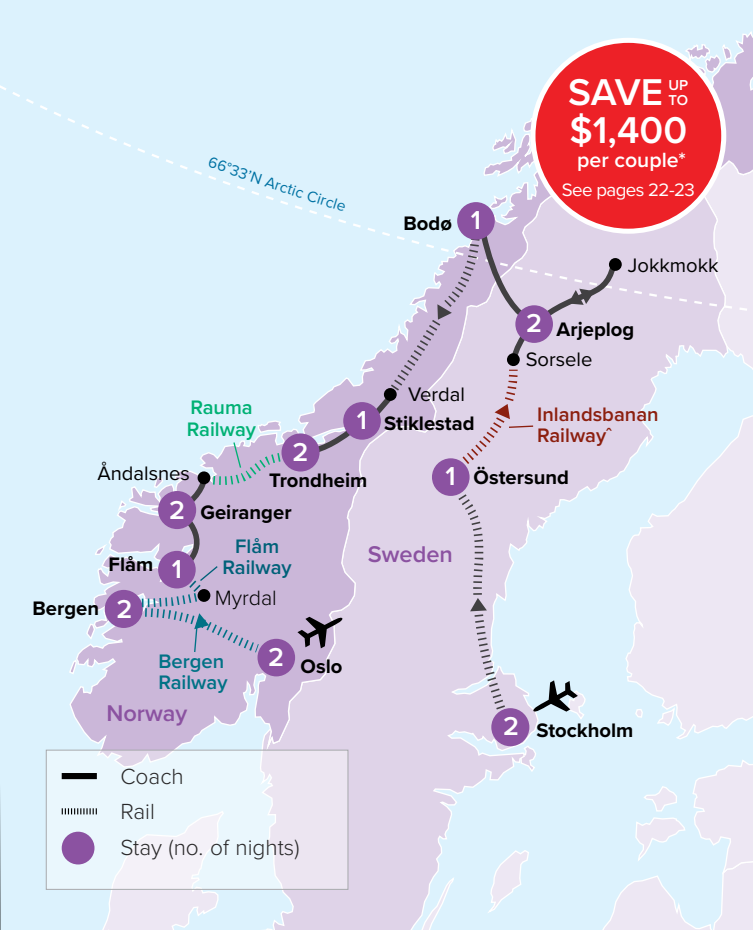 SAVE UP TO
$1,400
per couple*
See pages 22-23
66°33'N Arctic Circle
Bodø
1
Jokkmokk
2
Arjeplog
Sorsele
Verdal
Rauma
Railway
1
Stiklestad
Inlandsbanan
Railway^
2
Trondheim
Åndalsnes
1
Östersund
2
Geiranger
Flåm
Railway
Sweden
Flåm
1
Myrdal
Bergen
2
Bergen
Railway
2
Oslo
Norway
2
Stockholm
Coach
Rail
Stay (no. of nights)